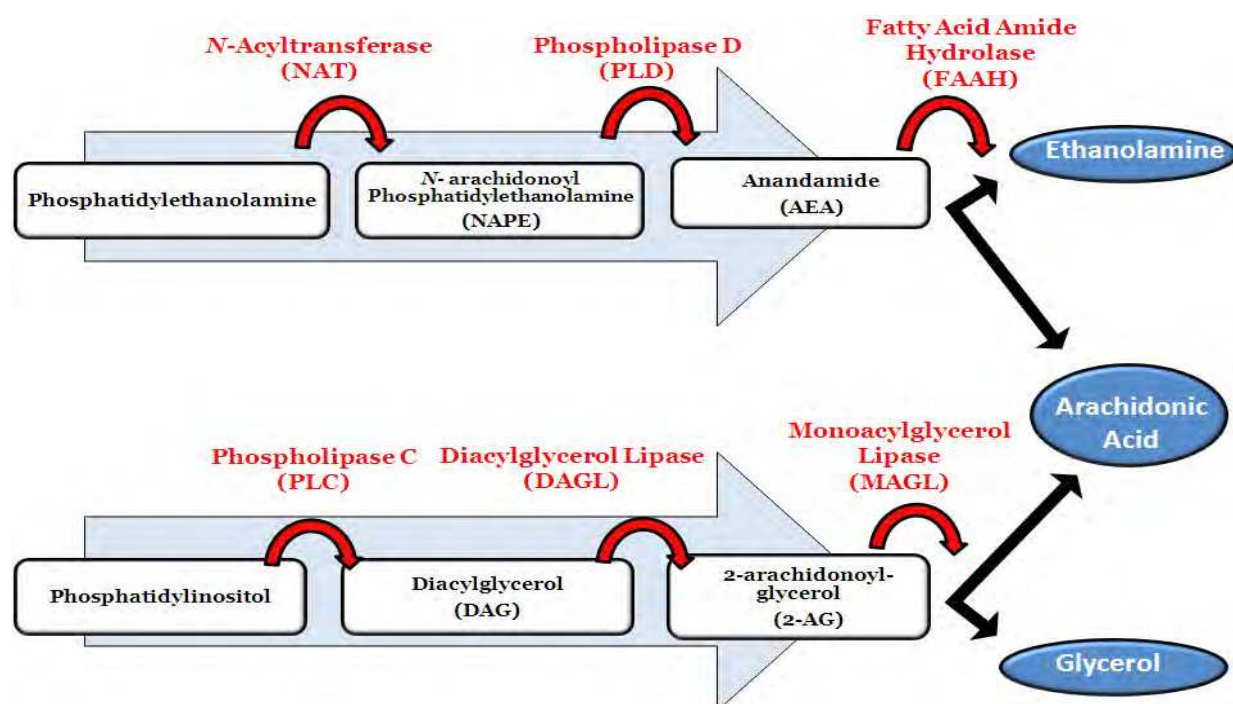 N-Acyltransferase
(NAT)
Phospholipase D
(PLD)
Fatty Acid Amide
Hydrolase
(FAAH)
Phosphatidylethanolamine
N- arachidonoyl
Phosphatidylethanolamine
(NAPE)
Anandamide
(AEA)
Ethanolamine
Arachidonic
Acid
Phospholipase C
(PLC)
Diacylglycerol Lipase
(DAGL)
Monoacylglycerol
Lipase
(MAGL)
Phosphatidylinositol
Diacylglycerol
(DAG)
2-arachidonoyl-
glycerol
(2-AG)
Glycerol